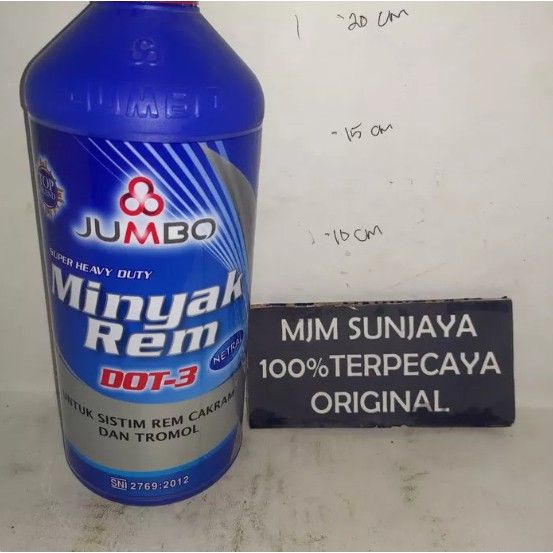 JUMBO
TOP
JUMBO
SUPER HEAVY DUTY
Minyak
Rem
NETRAL
DOT-3
UNTUK SISTIM REM CAKRAM
DAN TROMOL
SNI 2769:2012
-20 cm
-15 cm
-10 cm
MJM SUNJAYA
100%TERPECAYA
ORIGINAL